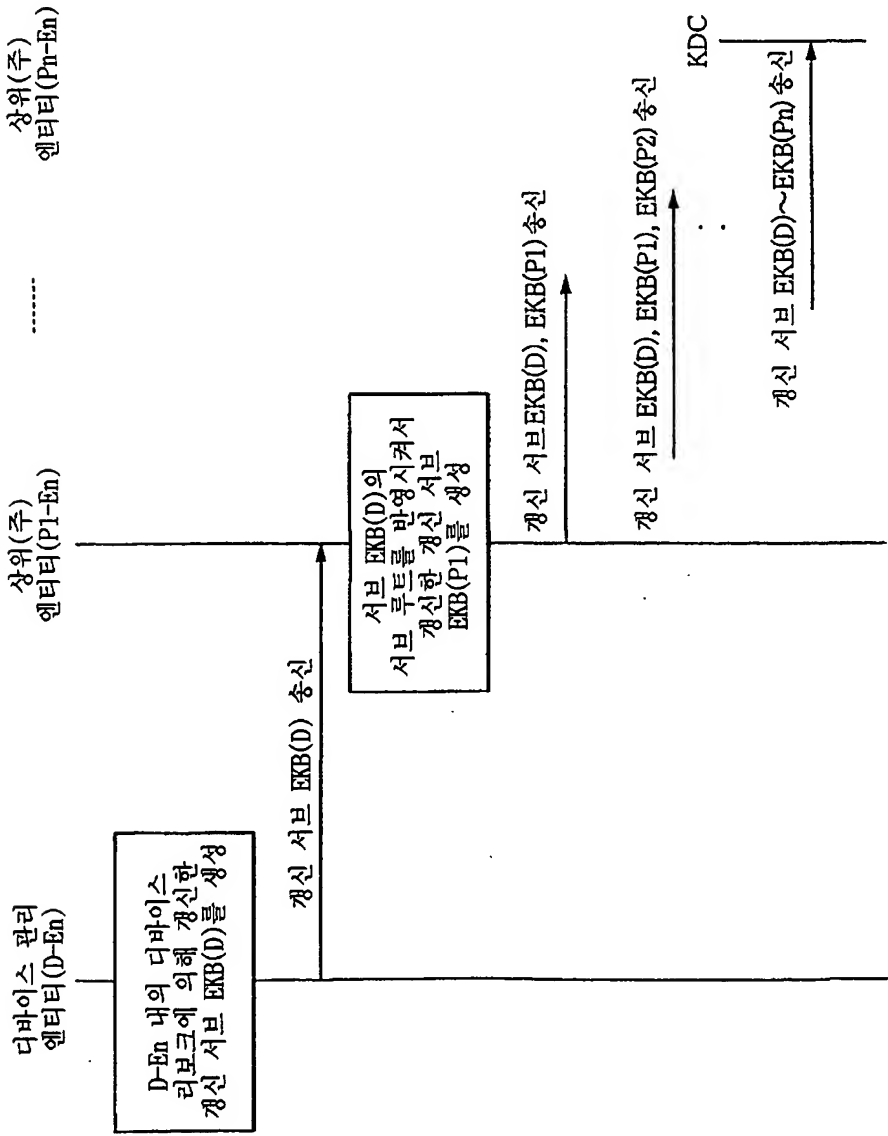 디바이스 관리
엔티티(D-En)
상위(주)
엔티티(P1-En)
.......
상위(주)
엔티티(Pn-En)
D-En 내의 디바이스
리보크에 의해 갱신한
갱신 서브 EKB(D)를 생성
갱신 서브 EKB(D) 송신
서브 EKB(D)의
서브 루트를 반영시켜서
갱신한 갱신 서브
EKB(P1)를 생성
갱신 서브EKB(D), EKB(P1)송신
갱신 서브 EKB(D), EKB(P1), EKB(P2)송신
KDC
갱신 서브 EKB(D)~EKB(Pn)송신